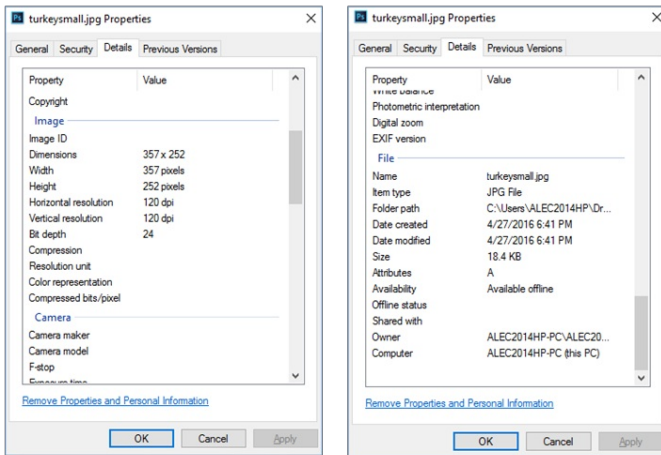 turkeysmall.jpg Properties
General Security Details Previous Versions
Property Value
Copyright
Image
Image ID
Dimensions 357 x 252
Width 357 pixels
Height 252 pixels
Horizontal resolution 120 dpi
Vertical resolution 120 dpi
Bit depth 24
Compression
Resolution unit
Color representation
Compressed bits/pixel
Camera
Camera maker
Camera model
F-stop
Exposure time
Remove Properties and Personal Information
OK Cancel Apply
turkeysmall.jpg Properties
General Security Details Previous Versions
Property Value
White balance
Photometric interpretation
Digital zoom
EXIF version
File
Name turkeysmall.jpg
Item type JPG File
Folder path C:\Users\ALEC2014HP\Dr...
Date created 4/27/2016 6:41 PM
Date modified 4/27/2016 6:41 PM
Size 18.4 KB
Attributes A
Availability Available offline
Offline status
Shared with
Owner ALEC2014HP-PC\ALEC20...
Computer ALEC2014HP-PC (this PC)
Remove Properties and Personal Information
OK Cancel Apply